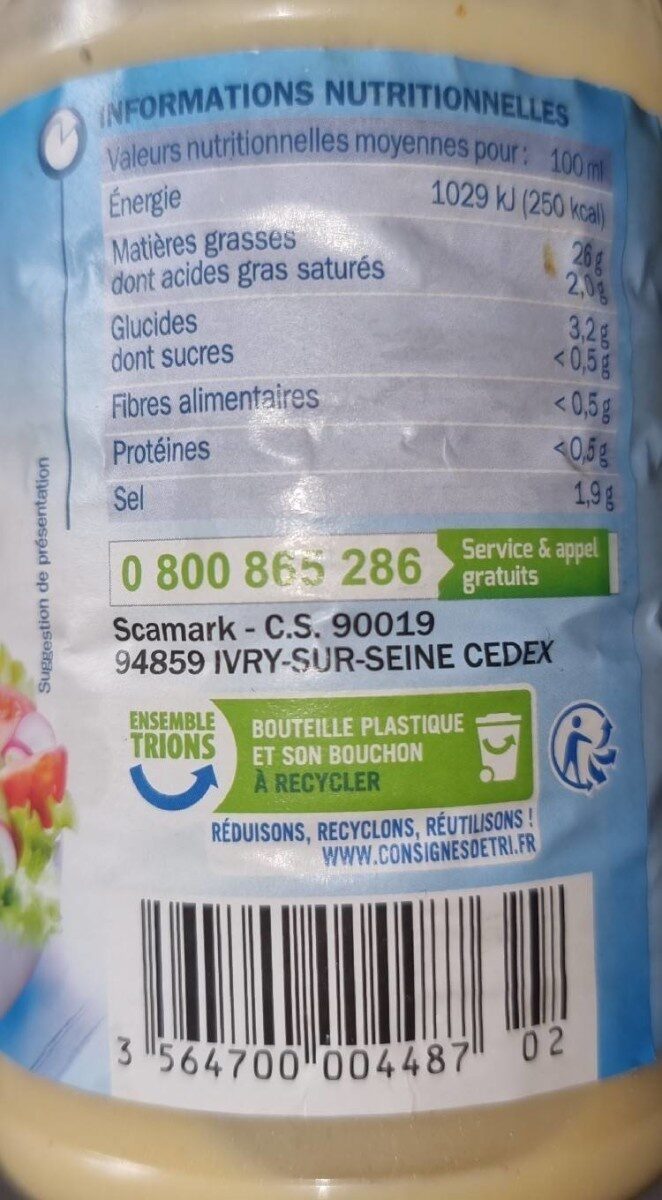 INFORMATIONS NUTRITIONNELLES
Valeurs nutritionnelles moyennes pour : 100 ml
Énergie 1029 kJ (250 kcal)
Matières grasses 26 g
dont acides gras saturés 2,0 g
Glucides 3,2 g
dont sucres < 0,5 g
Fibres alimentaires < 0,5 g
Protéines < 0,5 g
Sel 1,9 g
Suggestion de présentation
0 800 865 286 Service & appel
gratuits
Scamark - C.S. 90019
94859 IVRY-SUR-SEINE CEDEX
ENSEMBLE
TRIONS
BOUTEILLE PLASTIQUE
ET SON BOUCHON
À RECYCLER
RÉDUISONS, RECYCLONS, RÉUTILISONS !
WWW.CONSIGNESDETRI.FR
3 564700 004487 02